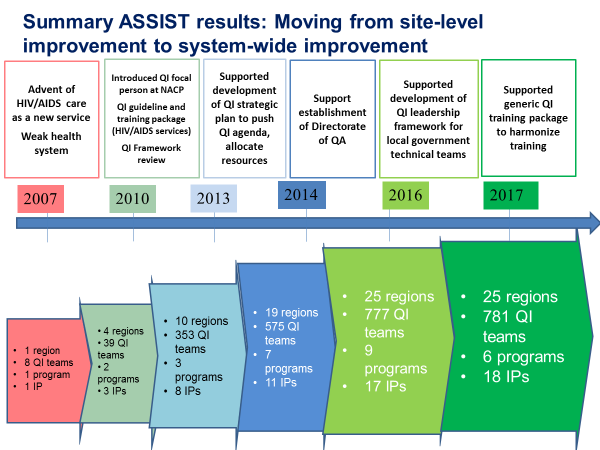 Summary ASSIST results: Moving from site-level
improvement to system-wide improvement
Advent of
HIV/AIDS care
as a new service
Weak health
system
Introduced QI focal
person at NACP
QI guideline and
training package
(HIV/AIDS services)
QI Framework
review
Supported
development
of QI strategic
plan to push
QI agenda,
allocate
resources
Support
establishment
of Directorate
of QA
Supported
development of
QI leadership
framework for
local government
technical teams
Supported
generic QI
training package
to harmonize
training
2007
2010
2013
2014
2016
2017
• 1 region
• 8 QI teams
• 1 program
• 1 IP
• 4 regions
• 39 QI
teams
• 2
programs
• 3 IPs
• 10 regions
• 353 QI
teams
• 3
programs
• 8 IPs
• 19 regions
• 575 QI
teams
• 7
programs
• 11 IPs
• 25 regions
• 777 QI
teams
• 9
programs
• 17 IPs
• 25 regions
• 781 QI
teams
• 6 programs
• 18 IPs